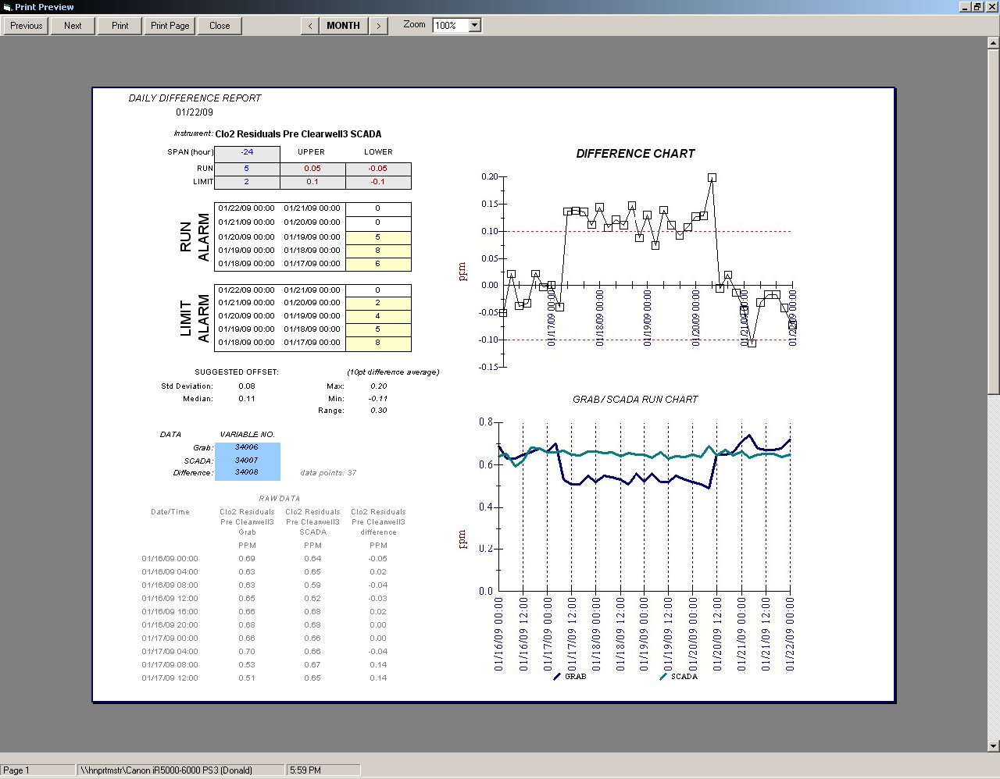 Print Preview
Previous Next Print Print Page Close < MONTH > Zoom 100%
DAILY DIFFERENCE REPORT
01/22/09
Instrument: Clo2 Residuals Pre Clearwell3 SCADA
SPAN (hour) -24 UPPER LOWER
RUN 5 0.05 -0.05
LIMIT 2 0.1 -0.1
RUN ALARM
01/22/09 00:00 01/21/09 00:00 0
01/21/09 00:00 01/20/09 00:00 0
01/20/09 00:00 01/19/09 00:00 5
01/19/09 00:00 01/18/09 00:00 8
01/18/09 00:00 01/17/09 00:00 6
LIMIT ALARM
01/22/09 00:00 01/21/09 00:00 0
01/21/09 00:00 01/20/09 00:00 2
01/20/09 00:00 01/19/09 00:00 4
01/19/09 00:00 01/18/09 00:00 5
01/18/09 00:00 01/17/09 00:00 8
SUGGESTED OFFSET: (10pt difference average)
Std Deviation: 0.08 Max: 0.20
Median: 0.11 Min: -0.11
Range: 0.30
DATA VARIABLE NO.
Grab: 34006
SCADA: 34007
Difference: 34008 data points: 37
RAW DATA
Date/Time Clo2 Residuals Clo2 Residuals Clo2 Residuals
Pre Clearwell3 Pre Clearwell3 Pre Clearwell3
Grab SCADA difference
PPM PPM PPM
01/16/09 00:00 0.69 0.64 -0.05
01/16/09 04:00 0.63 0.65 0.02
01/16/09 08:00 0.63 0.59 -0.04
01/16/09 12:00 0.65 0.62 -0.03
01/16/09 16:00 0.66 0.68 0.02
01/16/09 20:00 0.68 0.68 0.00
01/17/09 00:00 0.66 0.66 0.00
01/17/09 04:00 0.70 0.66 -0.04
01/17/09 08:00 0.53 0.67 0.14
01/17/09 12:00 0.51 0.65 0.14
DIFFERENCE CHART
0.20
0.15
0.10
0.05
0.00
-0.05
-0.10
-0.15
ppm
01/17/09 00:00 01/18/09 00:00 01/19/09 00:00 01/20/09 00:00 01/21/09 00:00 01/22/09 00:00
GRAB / SCADA RUN CHART
0.8
0.6
0.4
0.2
0.0
ppm
01/16/09 00:00 01/16/09 12:00 01/17/09 00:00 01/17/09 12:00 01/18/09 00:00 01/18/09 12:00 01/19/09 00:00 01/19/09 12:00 01/20/09 00:00 01/20/09 12:00 01/21/09 00:00 01/21/09 12:00 01/22/09 00:00
GRAB SCADA
Page 1 \\hnprtmstr\Canon iR5000-6000 PS3 (Donald) 5:59 PM